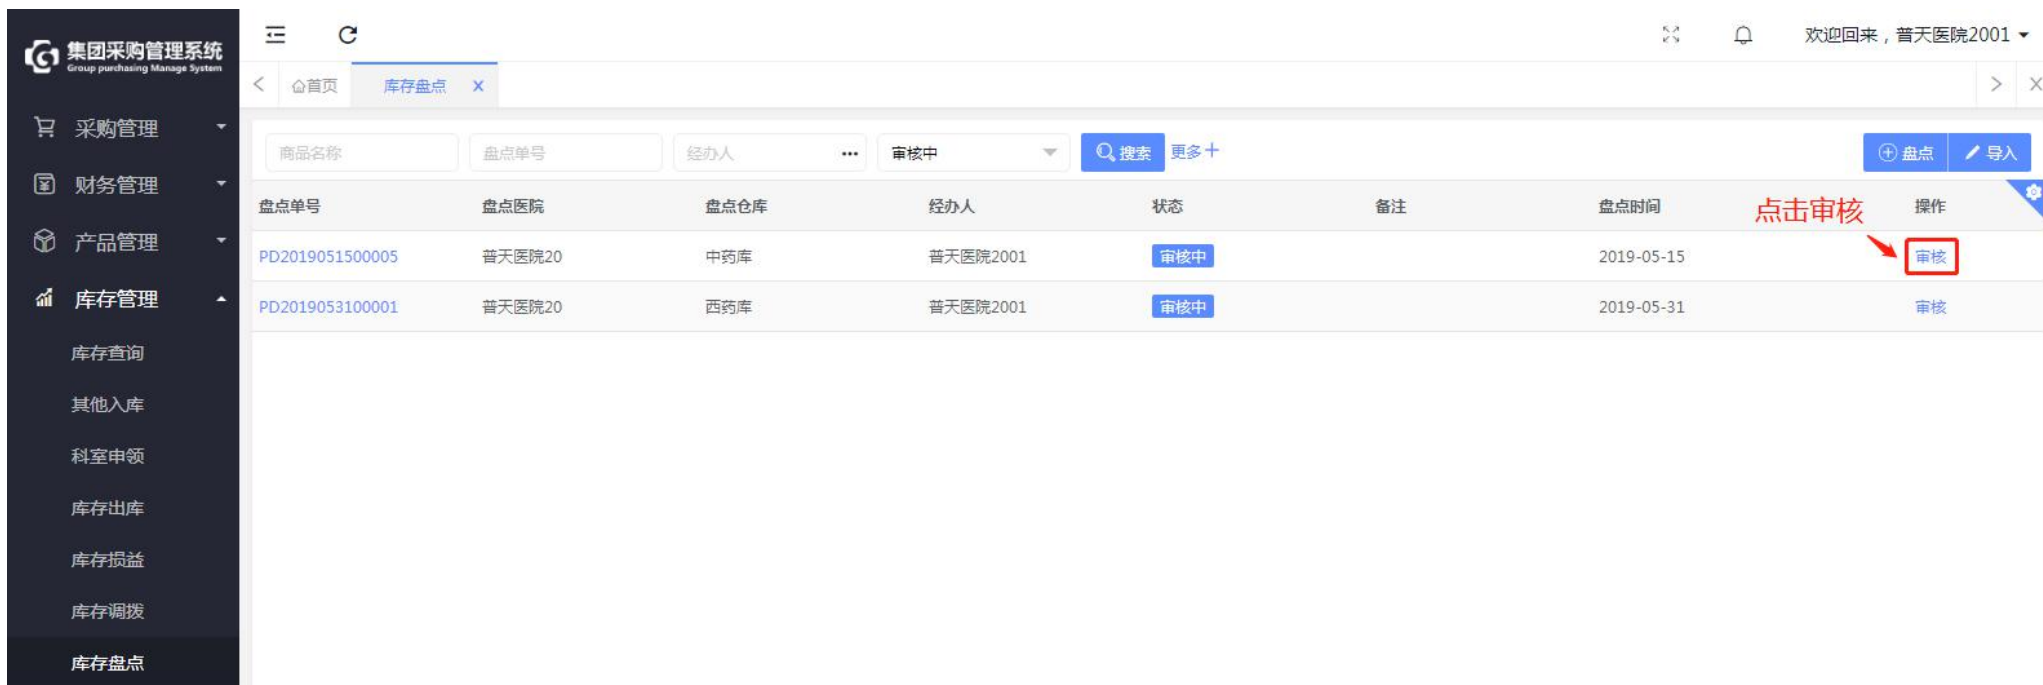 集团采购管理系统
Group purchasing Manage System
欢迎回来，普天医院2001
首页 库存盘点 X
采购管理
财务管理
产品管理
库存管理
库存查询
其他入库
科室申领
库存出库
库存损益
库存调拨
库存盘点
商品名称 盘点单号 经办人 ••• 审核中 搜索 更多+ 盘点 导入
盘点单号 盘点医院 盘点仓库 经办人 状态 备注 盘点时间 点击审核 操作
PD2019051500005 普天医院20 中药库 普天医院2001 审核中 2019-05-15 审核
PD2019053100001 普天医院20 西药库 普天医院2001 审核中 2019-05-31 审核